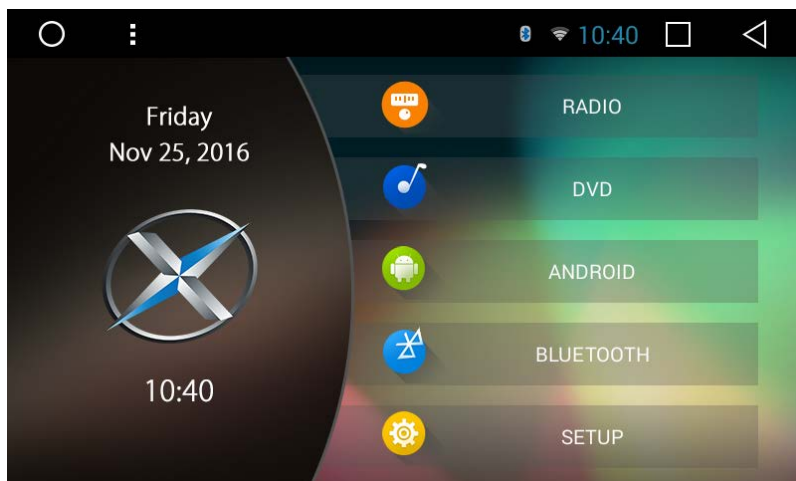 10:40
Friday
Nov 25, 2016
10:40
RADIO
DVD
ANDROID
BLUETOOTH
SETUP